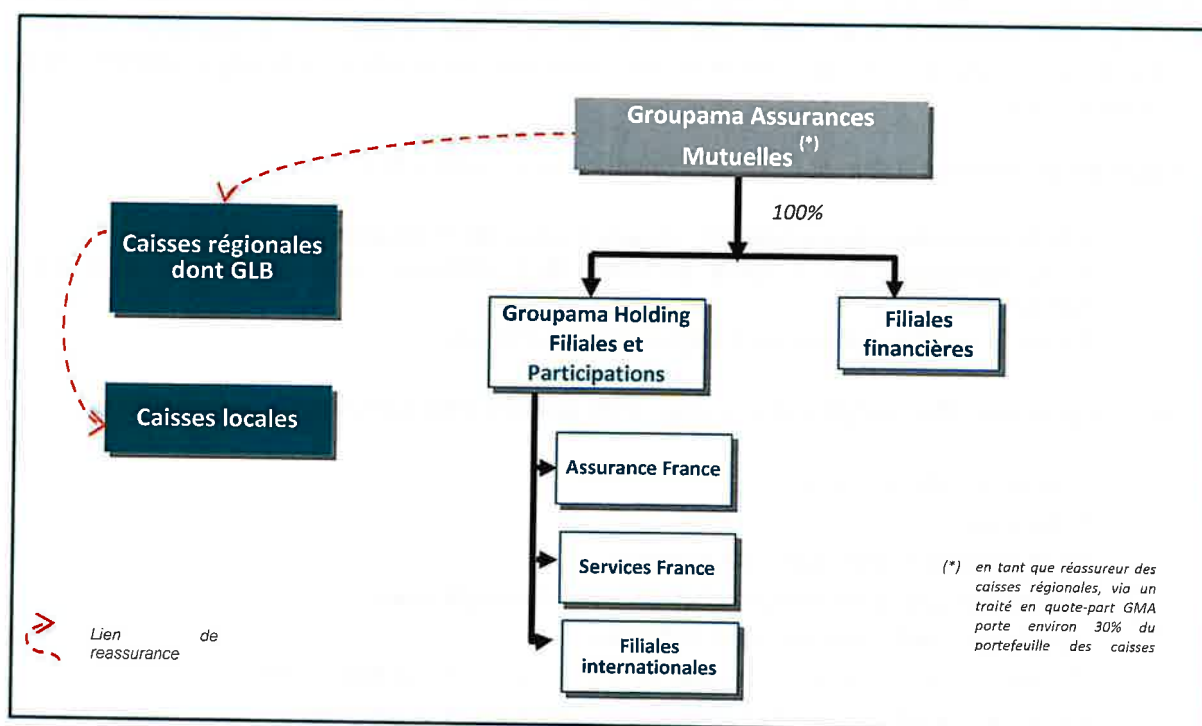 Groupama Assurances
Mutuelles (*)
100%
Caisses régionales
dont GLB
Groupama Holding
Filiales et
Participations
Filiales
financières
Caisses locales
Assurance France
Services France
Filiales
internationales
(*) en tant que réassureur des
caisses régionales, via un
traité en quote-part GMA
porte environ 30% du
portefeuille des caisses
Lien de
reassurance